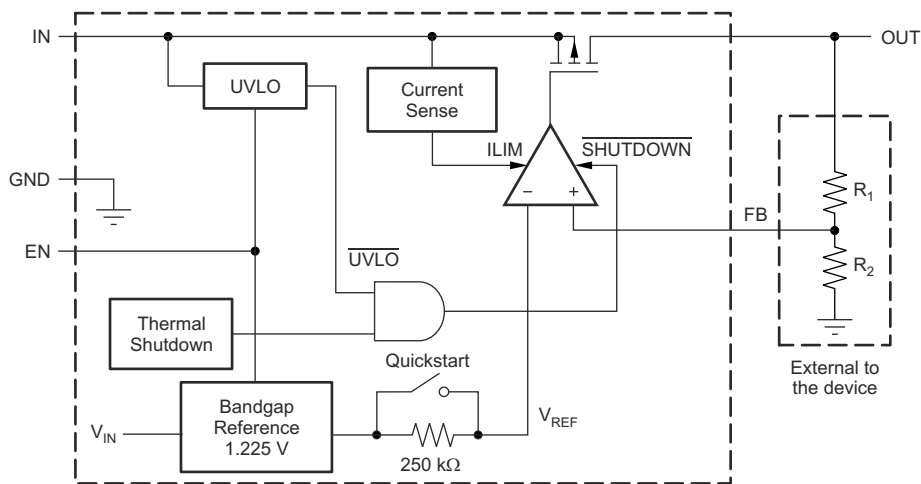 IN
OUT
UVLO
Current
Sense
ILIM
SHUTDOWN
GND
R1
FB
EN
UVLO
R2
Thermal
Shutdown
Quickstart
External to
the device
Bandgap
Reference
1.225 V
VIN
VREF
250 kΩ
− +